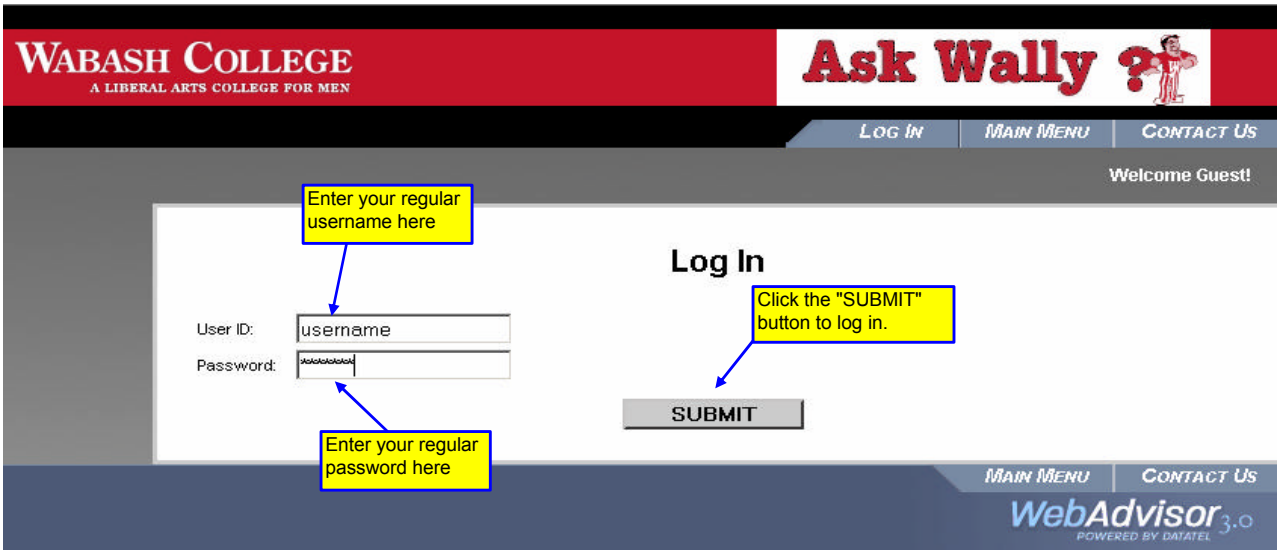 WABASH COLLEGE
A LIBERAL ARTS COLLEGE FOR MEN
Ask Wally ?
W
LOG IN MAIN MENU CONTACT US
Welcome Guest!
Enter your regular
username here
Log In
Click the "SUBMIT"
button to log in.
User ID: username
Password: ********
SUBMIT
Enter your regular
password here
MAIN MENU CONTACT US
WebAdvisor 3.0
POWERED BY DATATEL